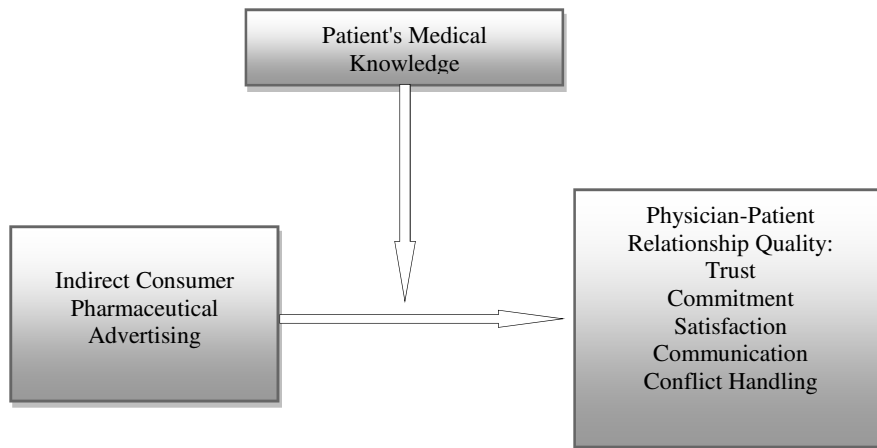 Patient's Medical
Knowledge
Indirect Consumer
Pharmaceutical
Advertising
Physician-Patient
Relationship Quality:
Trust
Commitment
Satisfaction
Communication
Conflict Handling